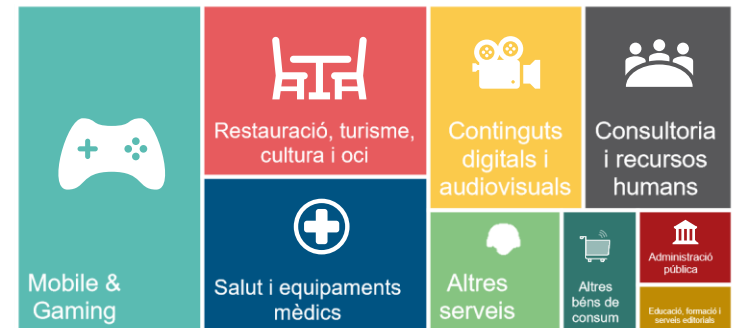 Mobile &
Gaming
Restauració, turisme,
cultura i oci
Salut i equipaments
mèdics
Continguts
digitals i
audiovisuals
Consultoria
i recursos
humans
Altres
serveis
Altres
béns de
consum
Administració
pública
Educació, formació i
serveis editorials